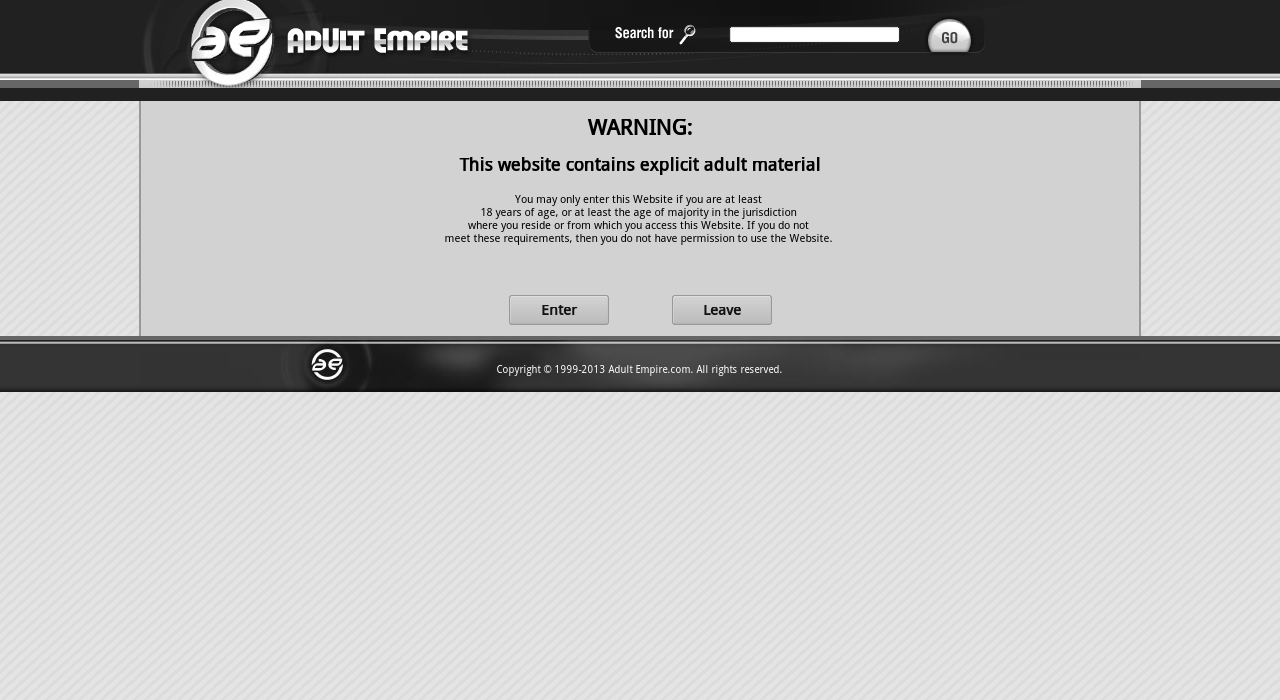 ADULT EMPIRE
Search for
GO
WARNING:
This website contains explicit adult material
You may only enter this Website if you are at least
18 years of age, or at least the age of majority in the jurisdiction
where you reside or from which you access this Website. If you do not
meet these requirements, then you do not have permission to use the Website.
Enter
Leave
Copyright © 1999-2013 Adult Empire.com. All rights reserved.